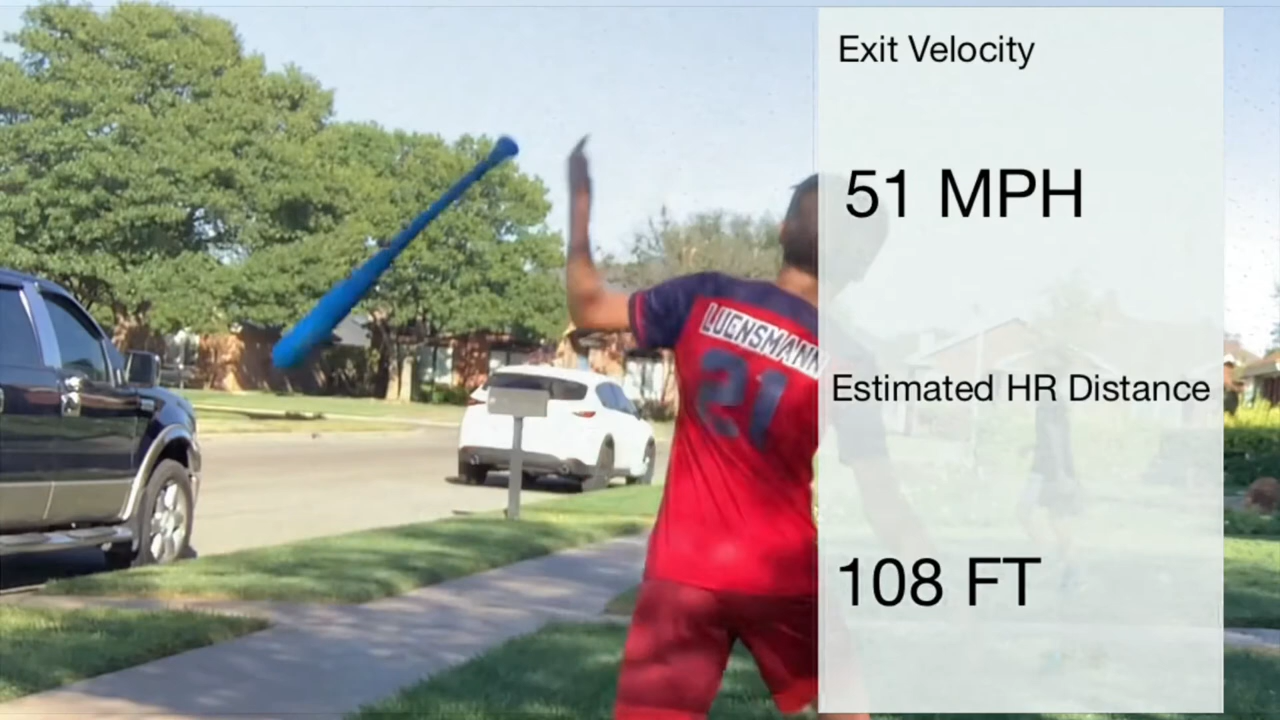 Exit Velocity
51 MPH
LUENSMANN
21
Estimated HR Distance
108 FT